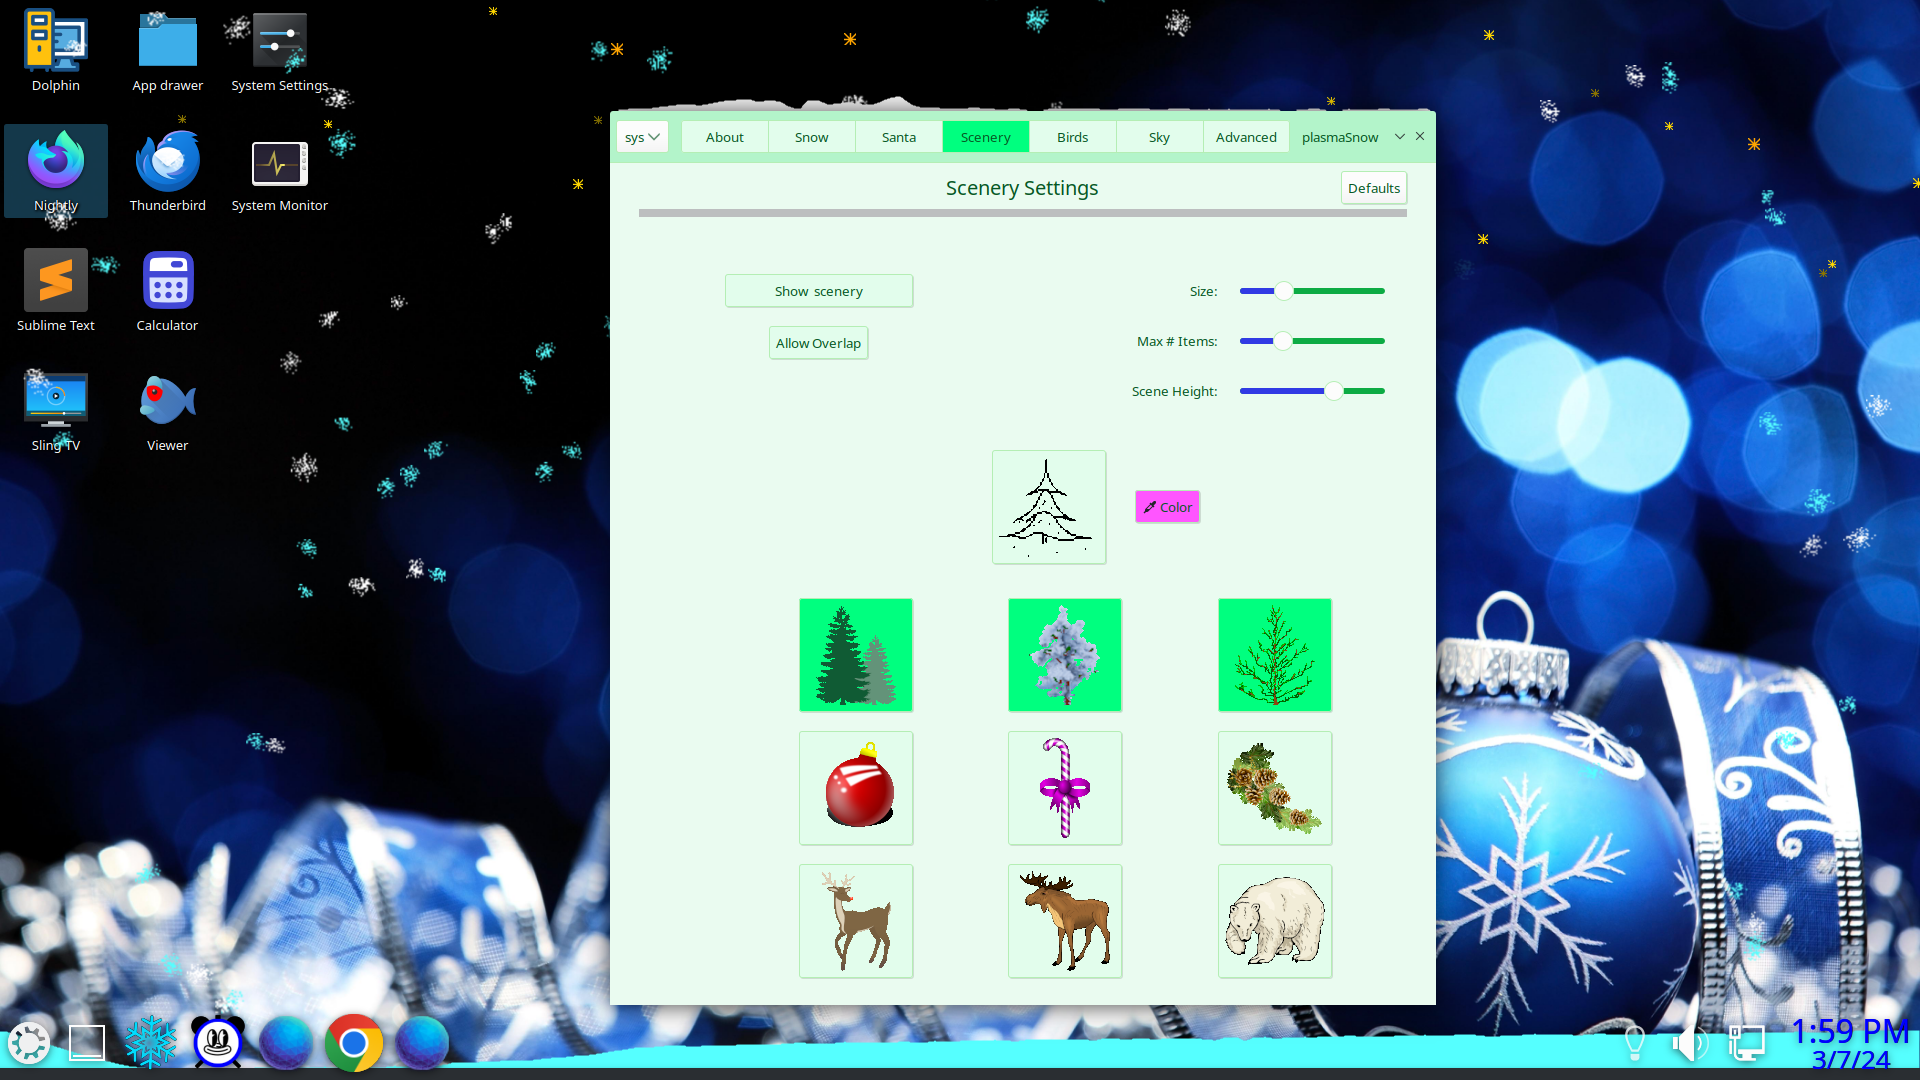 Dolphin
App drawer
System Settings
Nightly
Thunderbird
System Monitor
Sublime Text
Calculator
Sling TV
Viewer
sys
About
Snow
Santa
Scenery
Birds
Sky
Advanced
plasmaSnow
Scenery Settings
Defaults
Show scenery
Size:
Allow Overlap
Max # Items:
Scene Height:
Color
1:59 PM
3/7/24